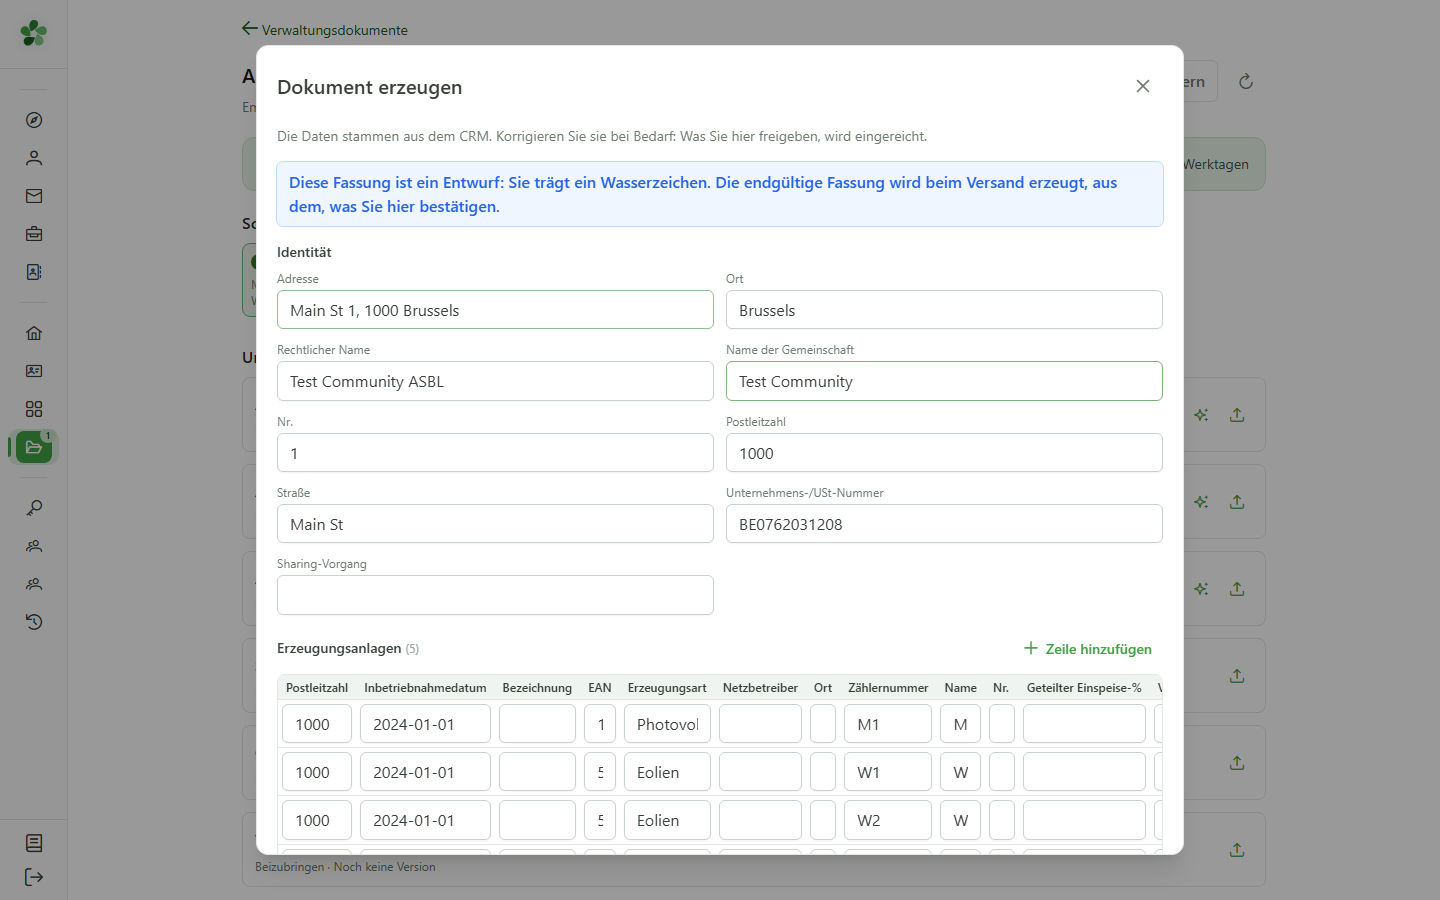 Verwaltungsdokumente
Dokument erzeugen
ern
Die Daten stammen aus dem CRM. Korrigieren Sie sie bei Bedarf: Was Sie hier freigeben, wird eingereicht.
Werktagen
Diese Fassung ist ein Entwurf: Sie trägt ein Wasserzeichen. Die endgültige Fassung wird beim Versand erzeugt, aus
dem, was Sie hier bestätigen.
Identität
Adresse Ort
Main St 1, 1000 Brussels Brussels
Rechtlicher Name Name der Gemeinschaft
Test Community ASBL Test Community
Nr. Postleitzahl
1 1000
1
Straße Unternehmens-/USt-Nummer
Main St BE0762031208
Sharing-Vorgang
Erzeugungsanlagen (5) Zeile hinzufügen
Postleitzahl Inbetriebnahmedatum Bezeichnung EAN Erzeugungsart Netzbetreiber Ort Zählernummer Name Nr. Geteilter Einspeise-%
1000 2024-01-01 1 Photovol M1 M
1000 2024-01-01 5 Eolien W1 W
1000 2024-01-01 5 Eolien W2 W
Beizubringen · Noch keine Version